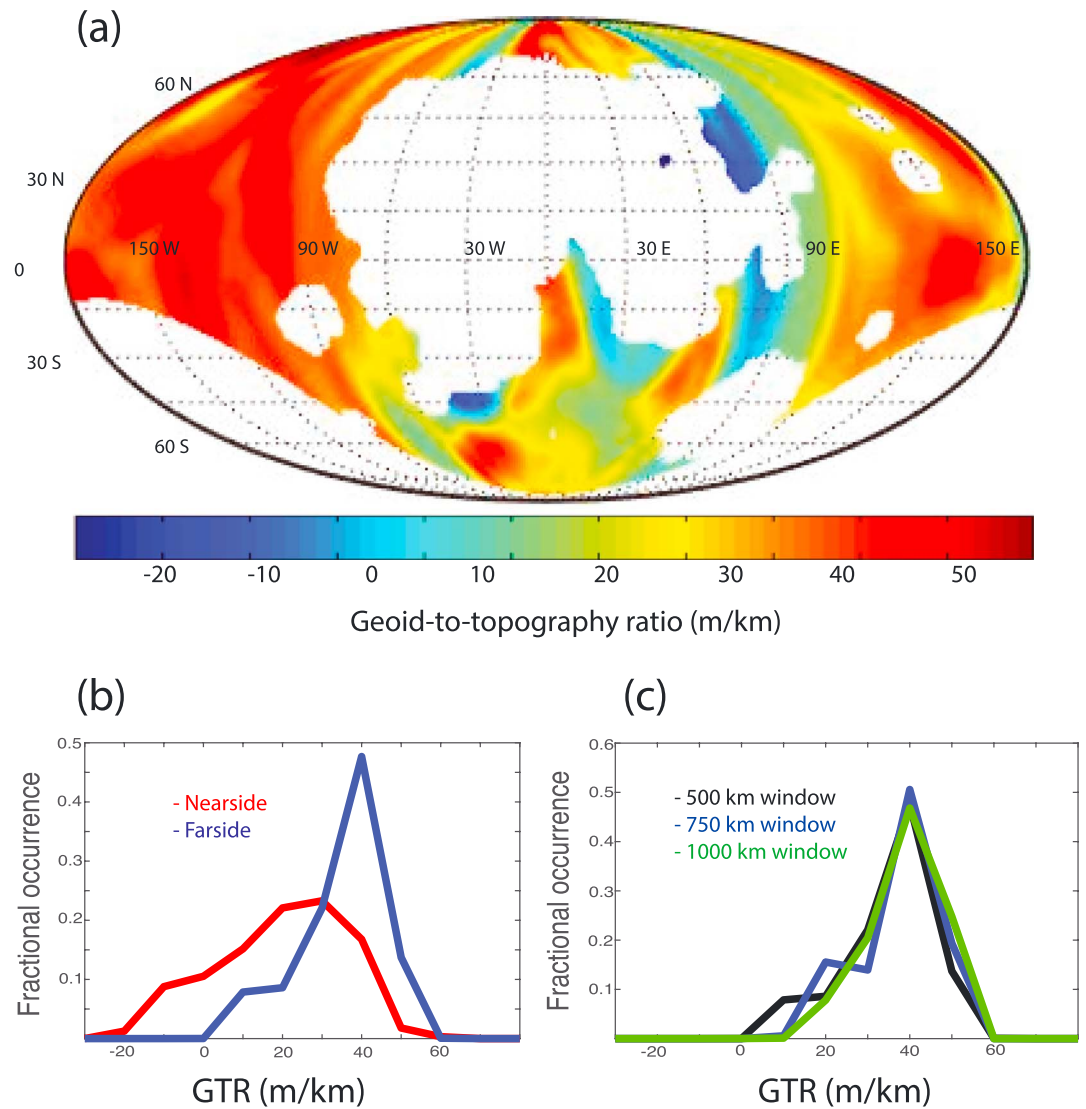 (a)
60 N
30 N
150 W 90 W 30 W 30 E 90 E 150 E
0
30 S
60 S
-20 -10 0 10 20 30 40 50
Geoid-to-topography ratio (m/km)
(b)
0.5
0.4
0.3
0.2
0.1
Fractional occurrence
- Nearside
- Farside
-20 0 20 40 60
GTR (m/km)
(c)
0.6
0.5
0.4
0.3
0.2
0.1
Fractional occurrence
- 500 km window
- 750 km window
- 1000 km window
-20 0 20 40 60
GTR (m/km)